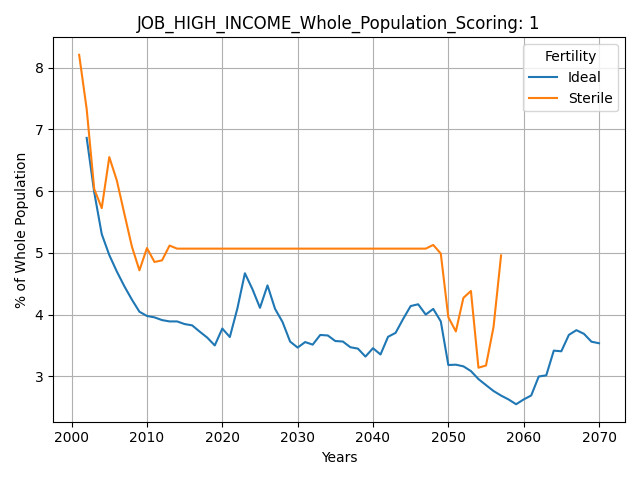 JOB_HIGH_INCOME_Whole_Population_Scoring: 1
Fertility
Ideal
Sterile
% of Whole Population
8
7
6
5
4
3
2000 2010 2020 2030 2040 2050 2060 2070
Years